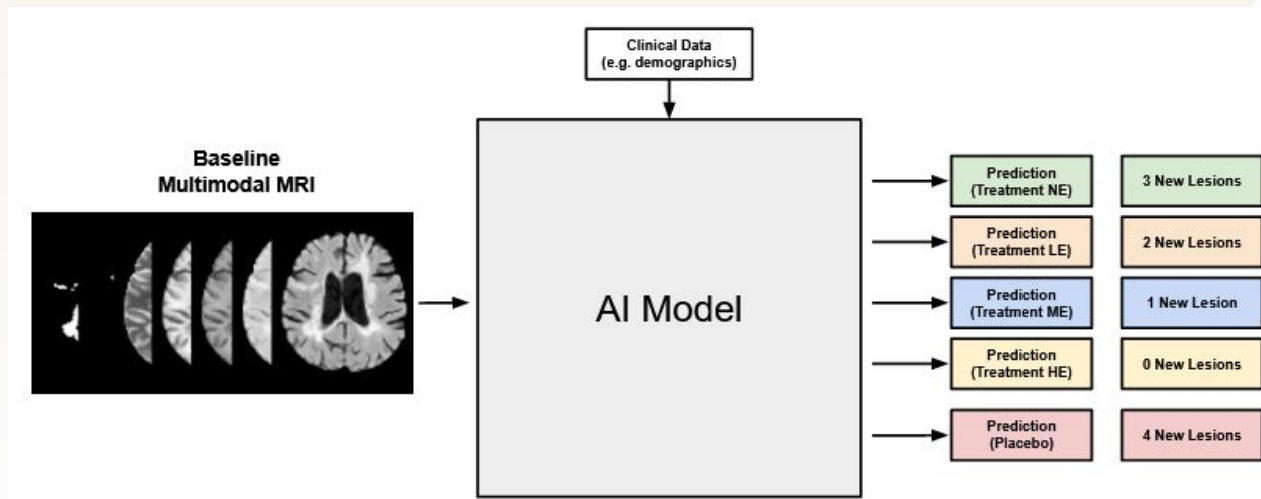 Clinical Data
(e.g. demographics)
Baseline
Multimodal MRI
AI Model
Prediction
(Treatment NE)
3 New Lesions
Prediction
(Treatment LE)
2 New Lesions
Prediction
(Treatment ME)
1 New Lesion
Prediction
(Treatment HE)
0 New Lesions
Prediction
(Placebo)
4 New Lesions